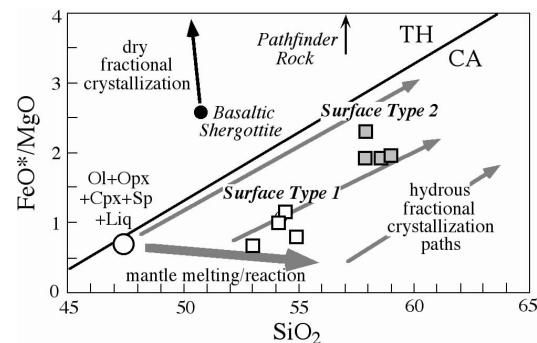 4
3
2
1
0
FeO*/MgO
dry
fractional
crystallization
Pathfinder
Rock
TH
CA
Basaltic
Shergottite
Surface Type 2
Ol+Opx
+Cpx+Sp
+Liq
Surface Type 1
hydrous
fractional
crystallization
paths
mantle melting/reaction
45
50
55
60
65
SiO₂